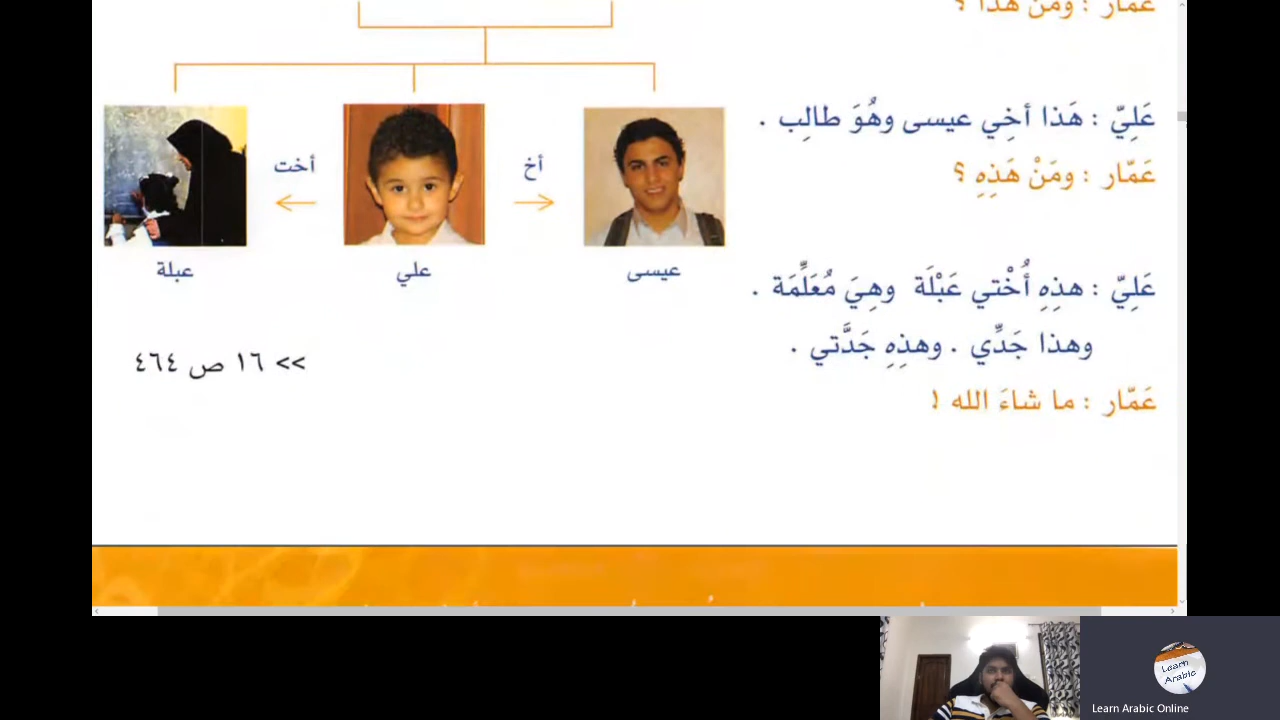 عَمّار : ومَنْ هذا ؟
عَلِيّ : هَذا أخِي عيسى وهُوَ طالِب .
عَمّار : ومَنْ هَذِهِ ؟
عَلِيّ : هذِهِ أُخْتي عَبْلَة وهِيَ مُعَلِّمَة .
وهذا جَدِّي . وهذِهِ جَدَّتي .
عَمّار : ما شاءَ الله !
أخ
أخت
عيسى
علي
عبلة
>> ١٦ ص ٤٦٤
Learn Arabic
Learn Arabic Online